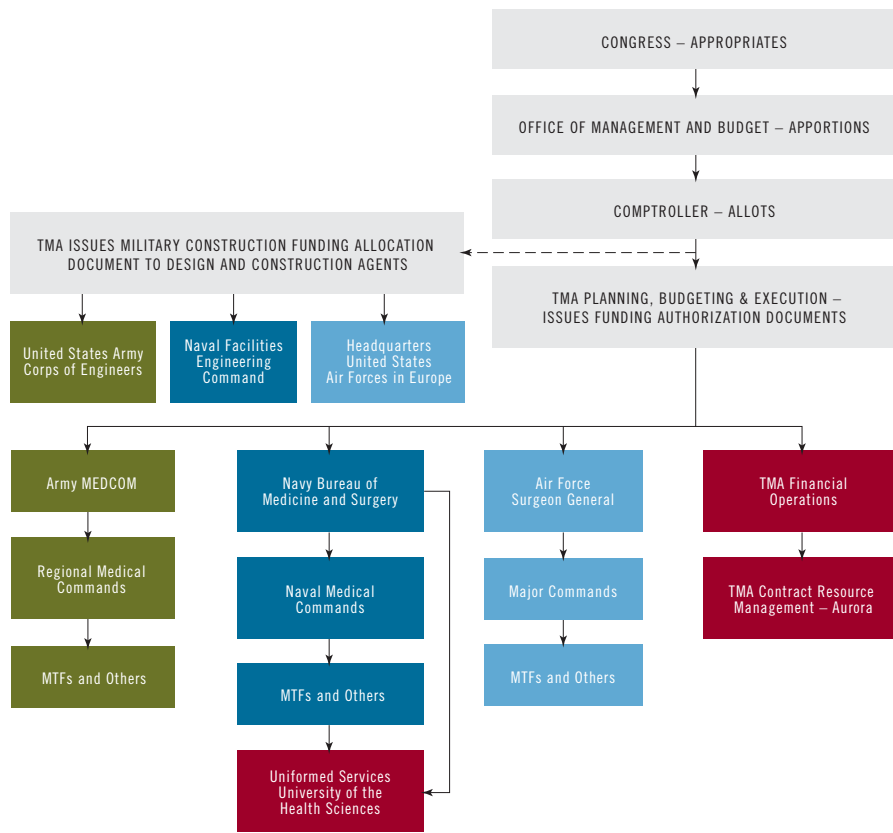 CONGRESS – APPROPRIATES
OFFICE OF MANAGEMENT AND BUDGET – APPORTIONS
COMPTROLLER – ALLOTS
TMA ISSUES MILITARY CONSTRUCTION FUNDING ALLOCATION
DOCUMENT TO DESIGN AND CONSTRUCTION AGENTS
TMA PLANNING, BUDGETING & EXECUTION –
ISSUES FUNDING AUTHORIZATION DOCUMENTS
United States Army
Corps of Engineers
Naval Facilities
Engineering
Command
Headquarters
United States
Air Forces in Europe
Army MEDCOM
Navy Bureau of
Medicine and Surgery
Air Force
Surgeon General
TMA Financial
Operations
Regional Medical
Commands
Naval Medical
Commands
Major Commands
TMA Contract Resource
Management – Aurora
MTFs and Others
MTFs and Others
MTFs and Others
Uniformed Services
University of the
Health Sciences